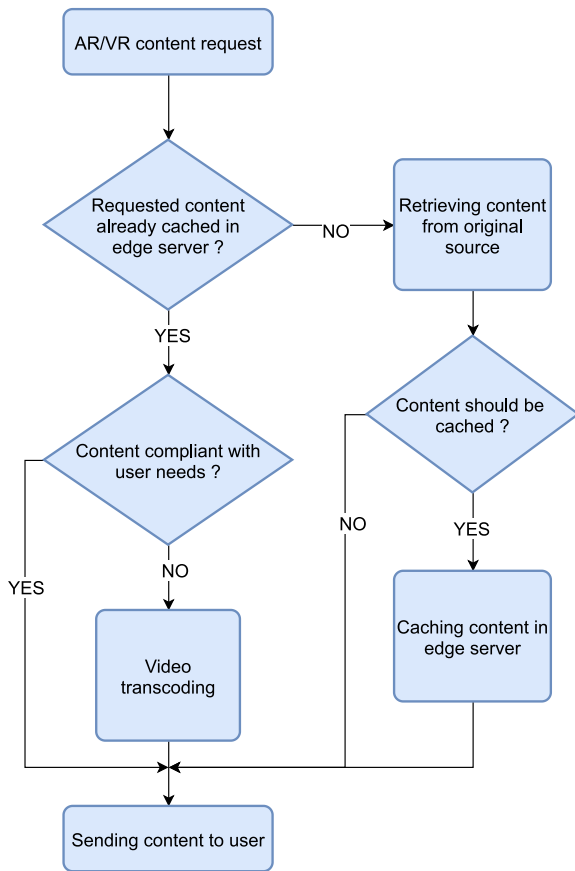 AR/VR content request
Requested content
already cached in
edge server ?
NO
Retrieving content
from original
source
YES
Content should be
cached ?
Content compliant with
user needs ?
NO
YES
YES
NO
Caching content in
edge server
Video
transcoding
Sending content to user